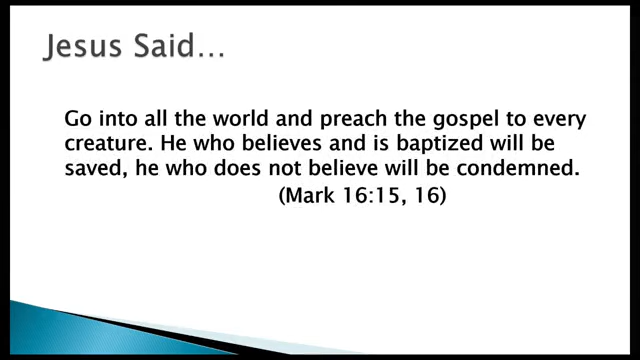 Jesus Said...
Go into all the world and preach the gospel to every
creature. He who believes and is baptized will be
saved, he who does not believe will be condemned.
(Mark 16:15, 16)